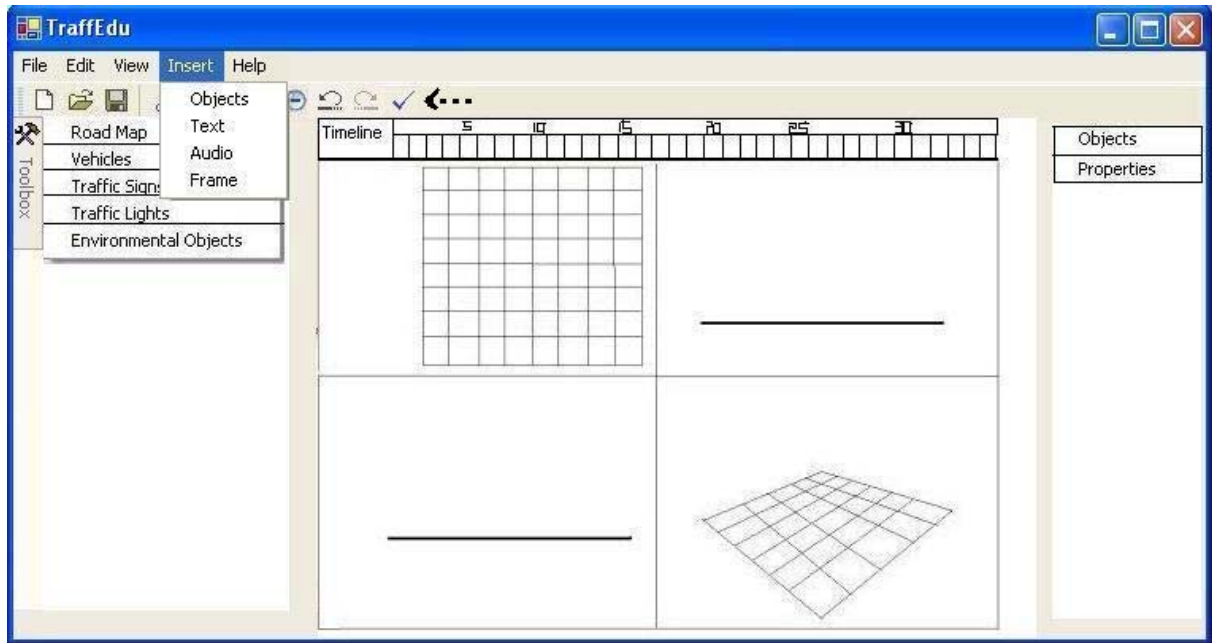 TraffEdu
File Edit View Insert Help
Objects
Text
Audio
Frame
Toolbox
Road Map
Vehicles
Traffic Signs
Traffic Lights
Environmental Objects
Timeline 5 10 15 20 25 30
Objects
Properties